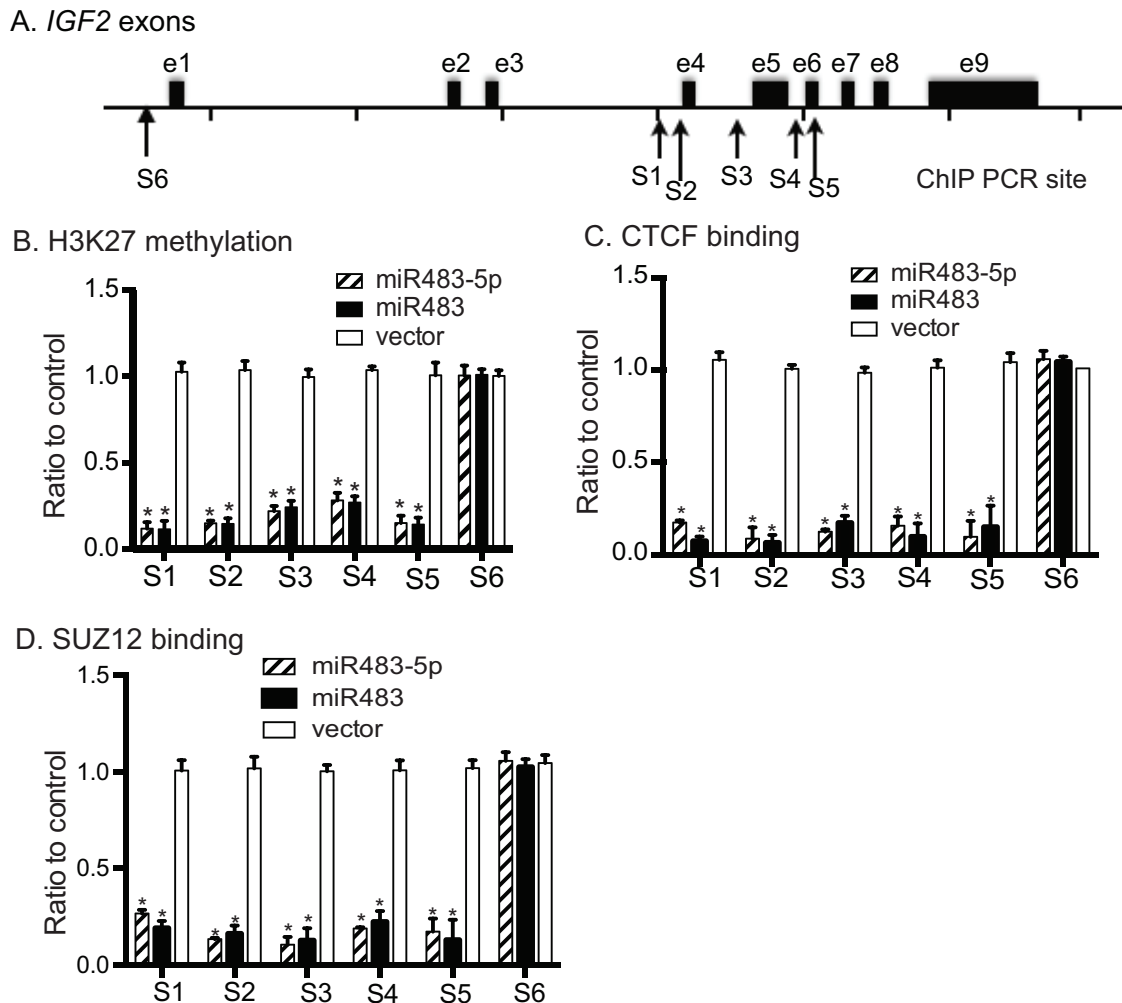 A. IGF2 exons
e1 e2 e3 e4 e5 e6 e7 e8 e9
S6 S1 S2 S3 S4 S5 ChIP PCR site
B. H3K27 methylation
miR483-5p
miR483
vector
Ratio to control
1.5
1.0
0.5
0.0
* * * * * * * * * *
S1 S2 S3 S4 S5 S6
C. CTCF binding
miR483-5p
miR483
vector
Ratio to control
1.5
1.0
0.5
0.0
* * * * * * * * * *
S1 S2 S3 S4 S5 S6
D. SUZ12 binding
miR483-5p
miR483
vector
Ratio to control
1.5
1.0
0.5
0.0
* * * * * * * * * *
S1 S2 S3 S4 S5 S6